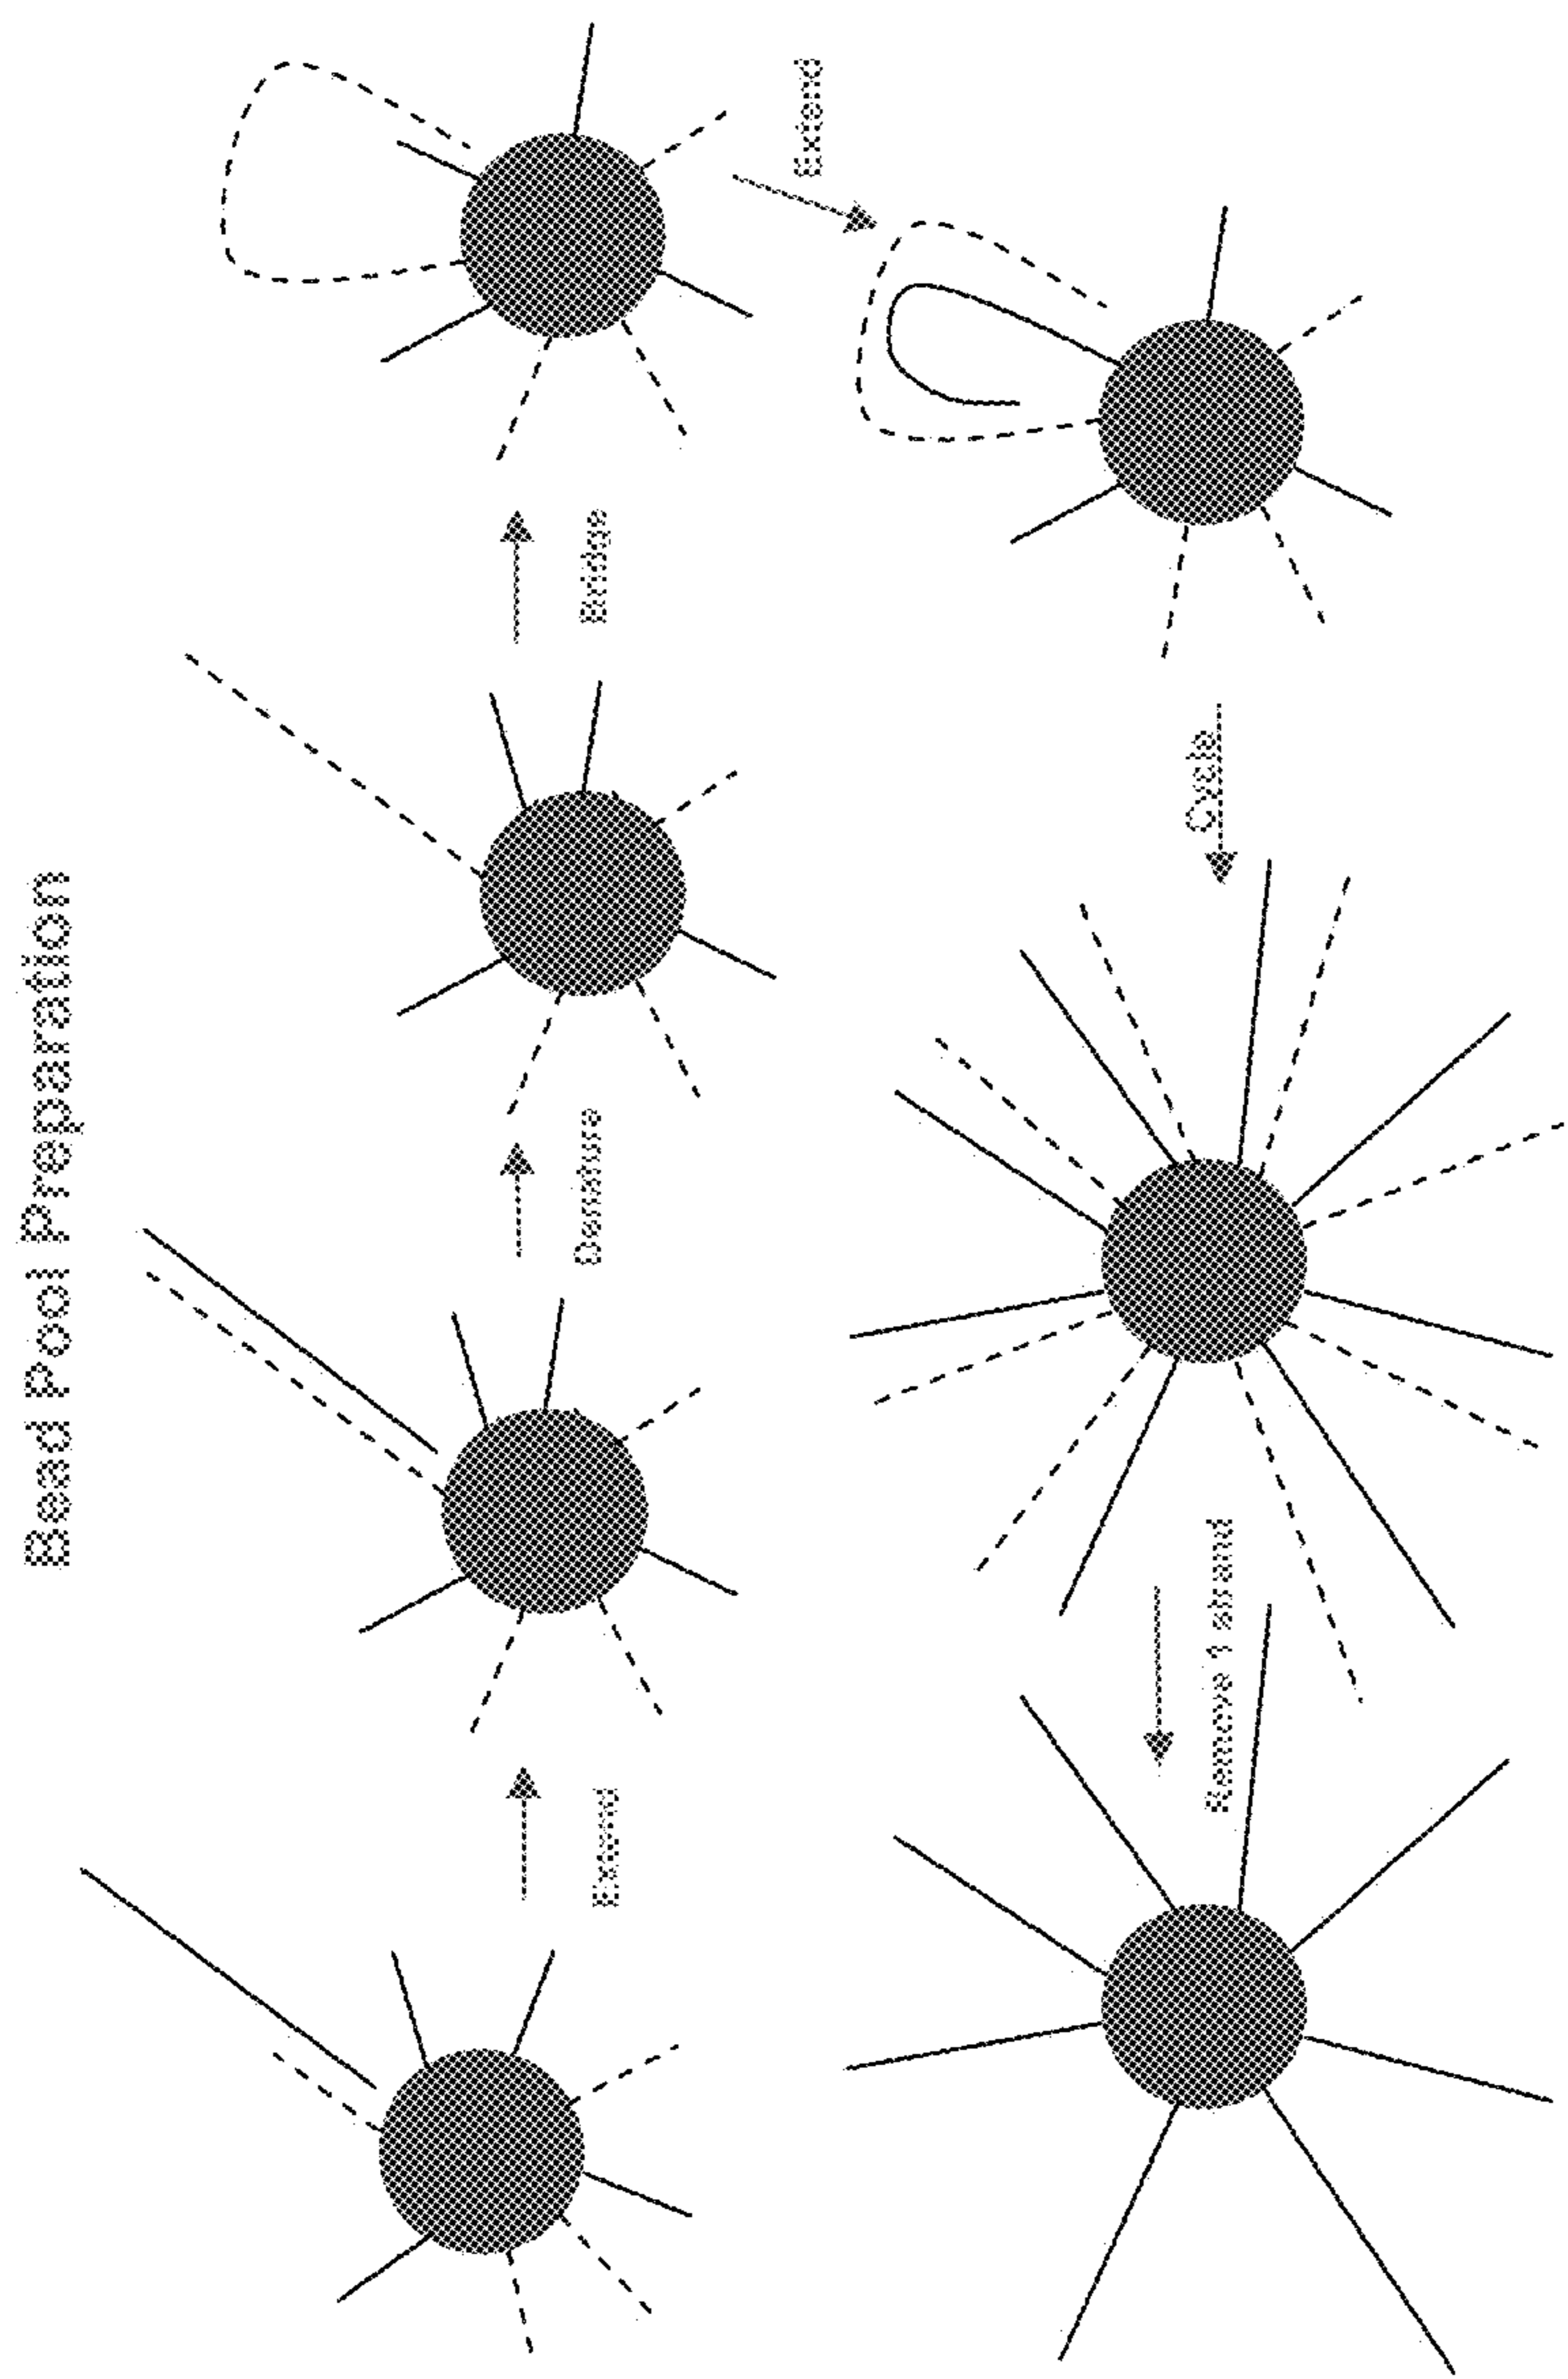 Bead Pool Preparation
Extend
Denature
Bridge
Extend
Cycle
Remove 1 strand